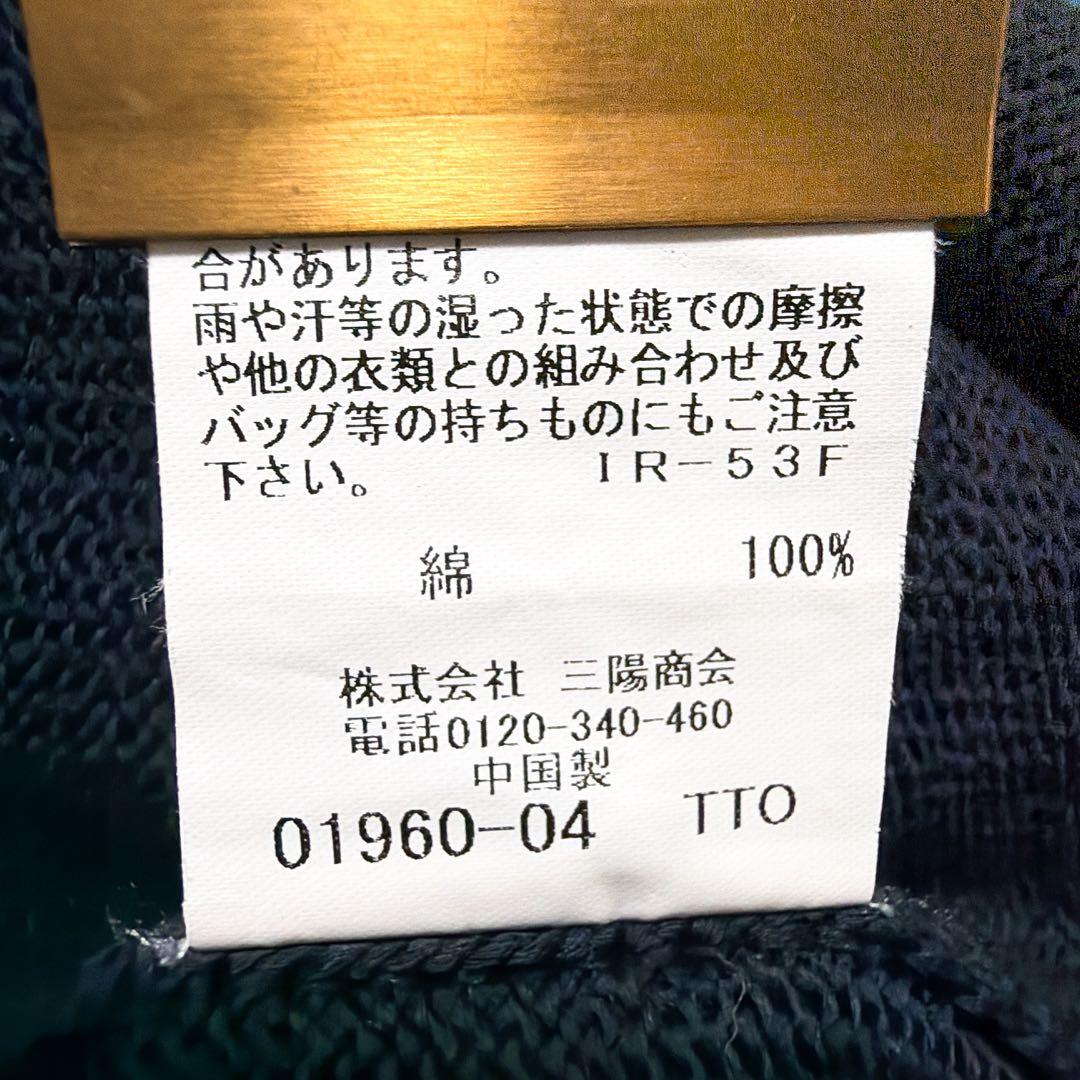 合があります。
雨や汗等の湿った状態での摩擦
や他の衣類との組み合わせ及び
バッグ等の持ちものにもご注意
下さい。 IR-53F
綿 100%
株式会社 三陽商会
電話0120-340-460
中国製
01960-04 TTO